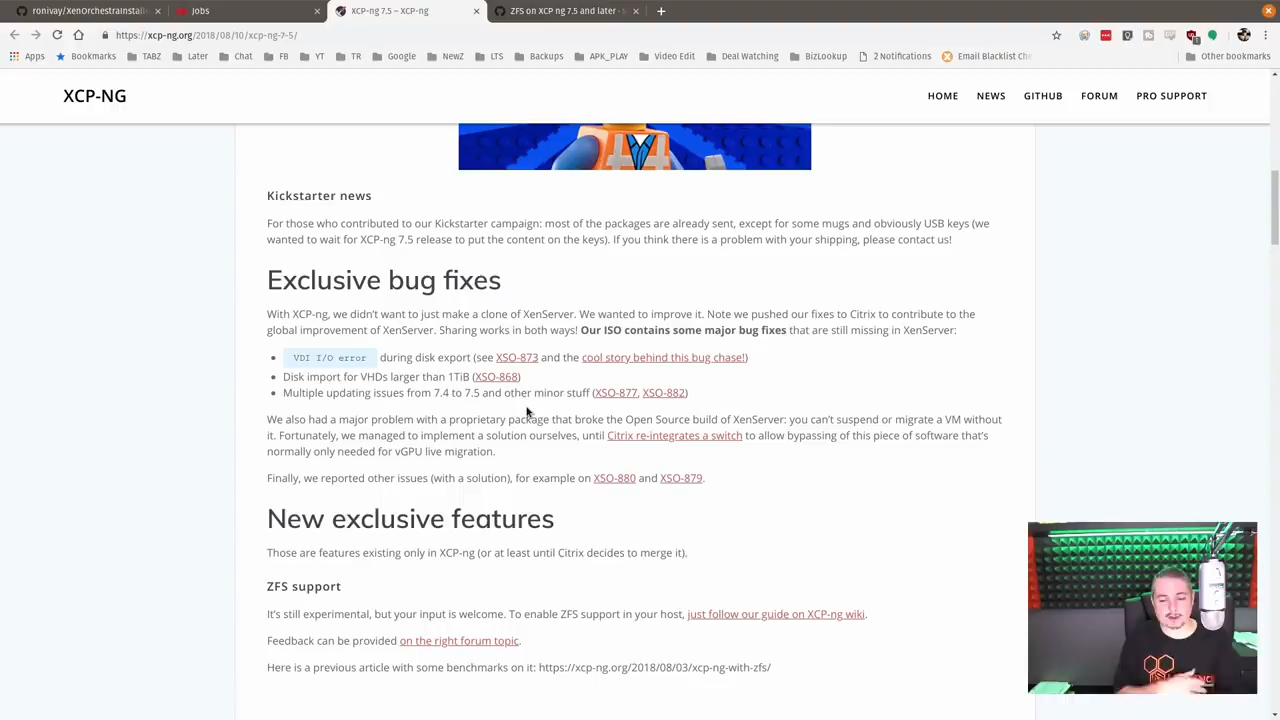 ronivay/XenOrchestraInstalle
Jobs
XCP-ng 7.5 – XCP-ng
ZFS on XCP-ng 7.5 and later
https://xcp-ng.org/2018/08/10/xcp-ng-7-5/
Apps
Bookmarks
TABZ
Later
Chat
FB
YT
TR
Google
NewZ
LTS
Backups
APK_PLAY
Video Edit
Deal Watching
BizLookup
2 Notifications
Email Blacklist Che
Other bookmarks
XCP-NG
HOME
NEWS
GITHUB
FORUM
PRO SUPPORT
Kickstarter news
For those who contributed to our Kickstarter campaign: most of the packages are already sent, except for some mugs and obviously USB keys (we
wanted to wait for XCP-ng 7.5 release to put the content on the keys). If you think there is a problem with your shipping, please contact us!
Exclusive bug fixes
With XCP-ng, we didn't want to just make a clone of XenServer. We wanted to improve it. Note we pushed our fixes to Citrix to contribute to the
global improvement of XenServer. Sharing works in both ways! Our ISO contains some major bug fixes that are still missing in XenServer:
VDI I/O error during disk export (see XSO-873 and the cool story behind this bug chase!)
Disk import for VHDs larger than 1TiB (XSO-868)
Multiple updating issues from 7.4 to 7.5 and other minor stuff (XSO-877, XSO-882)
We also had a major problem with a proprietary package that broke the Open Source build of XenServer: you can't suspend or migrate a VM without
it. Fortunately, we managed to implement a solution ourselves, until Citrix re-integrates a switch to allow bypassing of this piece of software that's
normally only needed for vGPU live migration.
Finally, we reported other issues (with a solution), for example on XSO-880 and XSO-879.
New exclusive features
Those are features existing only in XCP-ng (or at least until Citrix decides to merge it).
ZFS support
It's still experimental, but your input is welcome. To enable ZFS support in your host, just follow our guide on XCP-ng wiki.
Feedback can be provided on the right forum topic.
Here is a previous article with some benchmarks on it: https://xcp-ng.org/2018/08/03/xcp-ng-with-zfs/